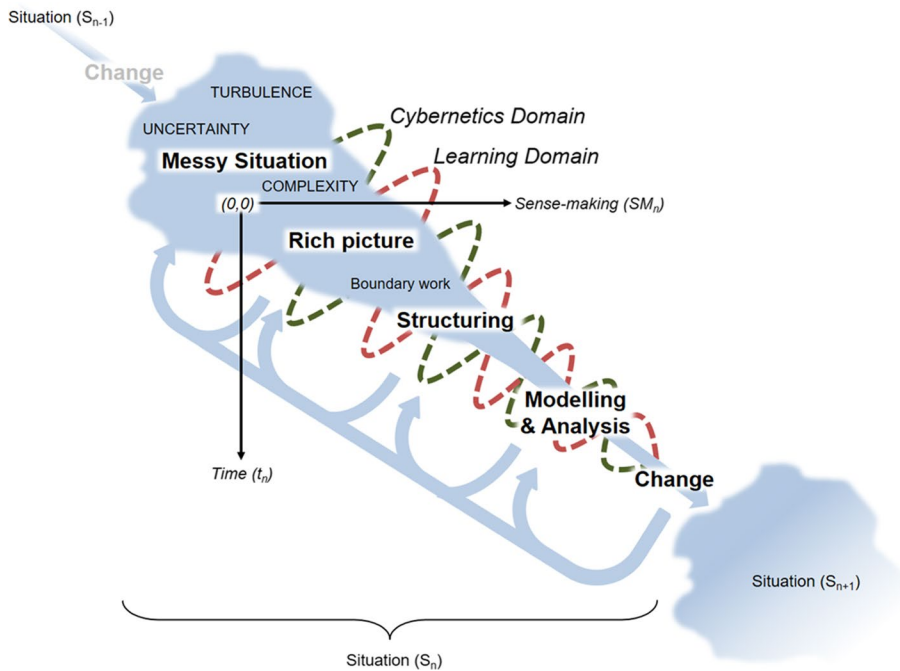 Situation (Sₙ₋₁)
Change
TURBULENCE
Cybernetics Domain
UNCERTAINTY
Learning Domain
Messy Situation
COMPLEXITY
(0,0)
Sense-making (SMₙ)
Rich picture
Boundary work
Structuring
Modelling
& Analysis
Time (tₙ)
Change
Situation (Sₙ₊₁)
Situation (Sₙ)